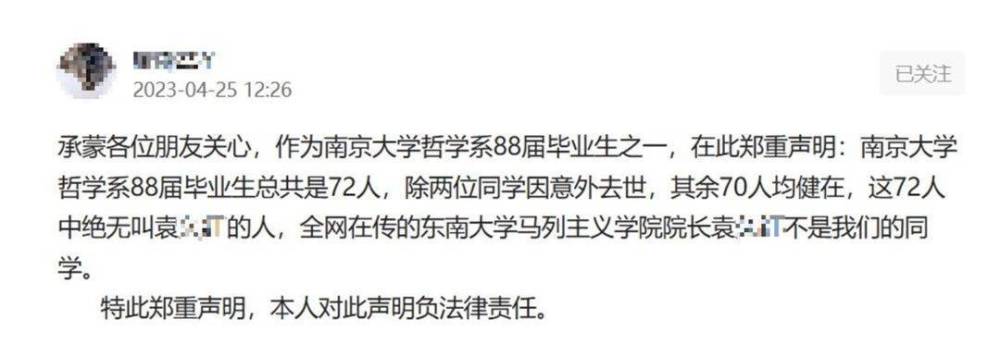 2023-04-25 12:26
已关注
承蒙各位朋友关心，作为南京大学哲学系88届毕业生之一，在此郑重声明：南京大学
哲学系88届毕业生总共是72人，除两位同学因意外去世，其余70人均健在，这72人
中绝无叫袁的人，全网在传的东南大学马列主义学院院长袁不是我们的同
学。
特此郑重声明，本人对此声明负法律责任。